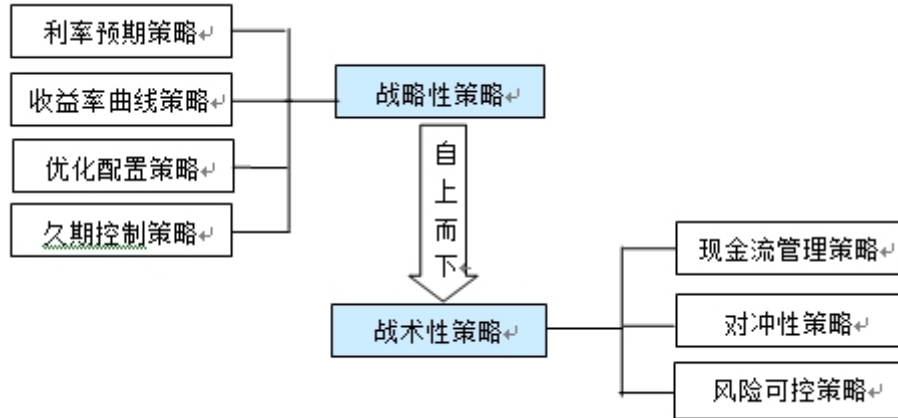 利率预期策略
收益率曲线策略
优化配置策略
久期控制策略
战略性策略
自
上
而
下
战术性策略
现金流管理策略
对冲性策略
风险可控策略